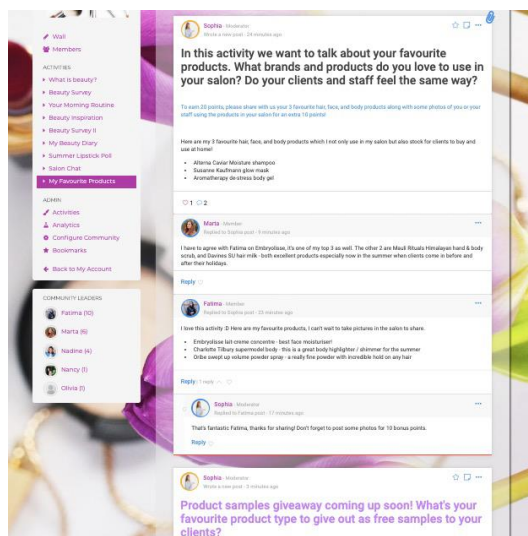 Wall
Members
ACTIVITIES
What is beauty?
Beauty Survey
Your Morning Routine
Beauty Inspiration
Beauty Survey II
My Beauty Diary
Summer Lipstick Poll
Salon Chat
My Favourite Products
ADMIN
Activities
Analytics
Configure Community
Bookmarks
Back to My Account
COMMUNITY LEADERS
Fatima (10)
Marta (6)
Nadine (4)
Nancy (1)
Olivia (1)
Sophia · Moderator
Wrote a new post · 24 minutes ago
In this activity we want to talk about your favourite
products. What brands and products do you love to use in
your salon? Do your clients and staff feel the same way?
To earn 20 points, please share with us your 3 favourite hair, face, and body products along with some photos of you or your
staff using the products in your salon for an extra 10 points!
Here are my 3 favourite hair, face, and body products which I not only use in my salon but also stock for clients to buy and
use at home!
Alterna Caviar Moisture shampoo
Susanne Kaufmann glow mask
Aromatherapy de-stress body gel
1 2
Marta · Member
Replied to Sophia post · 9 minutes ago
I have to agree with Fatima on Embryolisse, it's one of my top 3 as well. The other 2 are Mauli Rituals Himalayan hand & body
scrub, and Davines SU hair milk - both excellent products especially now in the summer when clients come in before and
after their holidays.
Reply
Fatima · Member
Replied to Sophia post · 23 minutes ago
I love this activity :D Here are my favourite products, I can't wait to take pictures in the salon to share.
Embryolisse lait-creme concentre - best face moisturiser!
Charlotte Tilbury supermodel body - this is a great body highlighter / shimmer for the summer
Oribe swept up volume powder spray - a really fine powder with incredible hold on any hair
Reply 1 reply
Sophia · Moderator
Replied to Fatima post · 17 minutes ago
That's fantastic Fatima, thanks for sharing! Don't forget to post some photos for 10 bonus points.
Reply
Sophia · Moderator
Wrote a new post · 3 minutes ago
Product samples giveaway coming up soon! What's your
favourite product type to give out as free samples to your
clients?